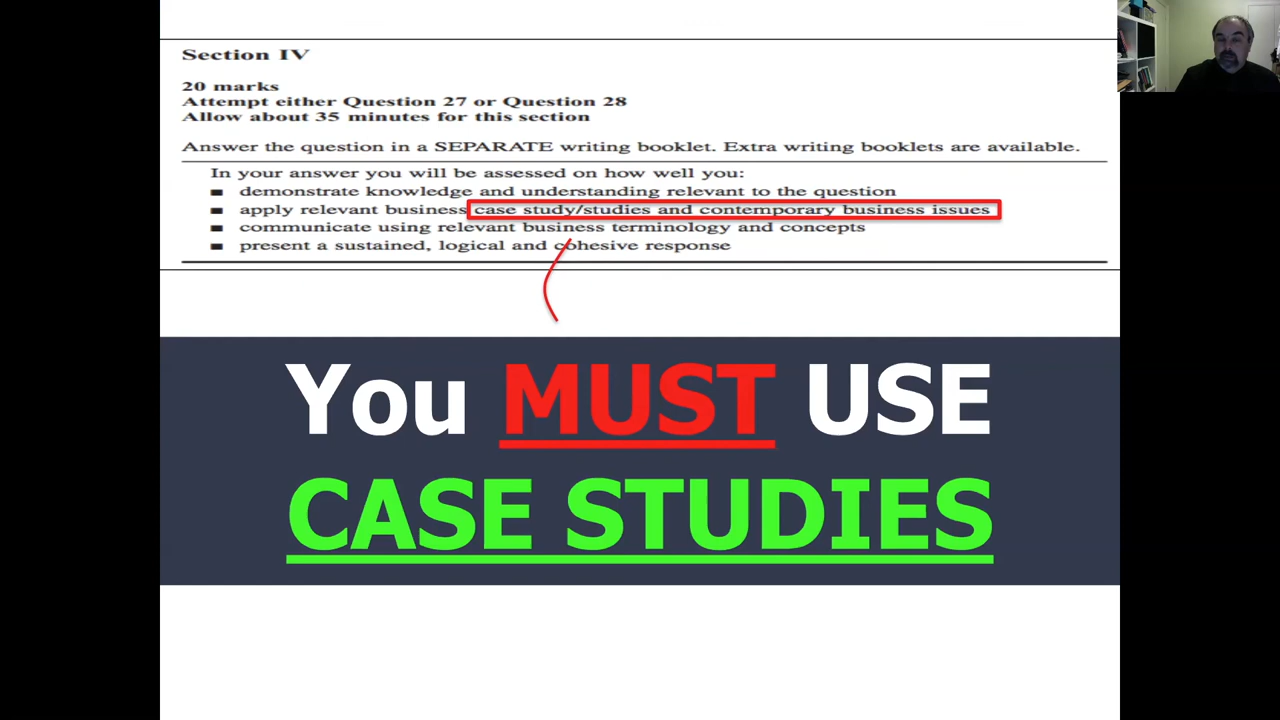 Section IV
20 marks
Attempt either Question 27 or Question 28
Allow about 35 minutes for this section
Answer the question in a SEPARATE writing booklet. Extra writing booklets are available.
In your answer you will be assessed on how well you:
■ demonstrate knowledge and understanding relevant to the question
■ apply relevant business case study/studies and contemporary business issues
■ communicate using relevant business terminology and concepts
■ present a sustained, logical and cohesive response
You MUST USE
CASE STUDIES